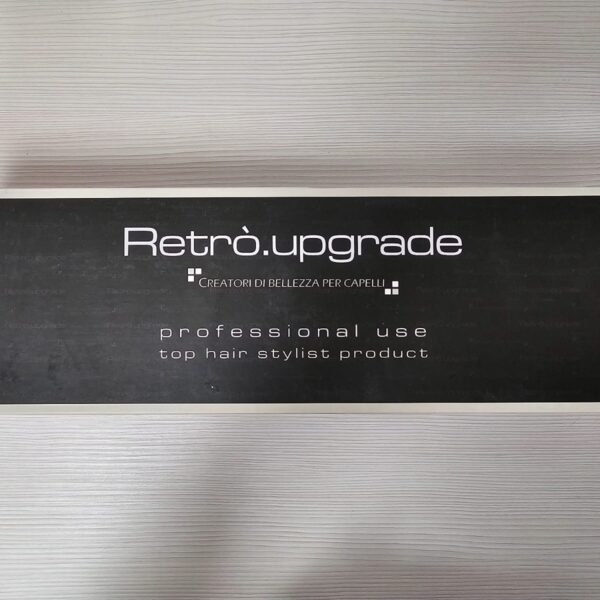 Retrò.upgrade
CREATORI DI BELLEZZA PER CAPELLI
professional use
top hair stylist product